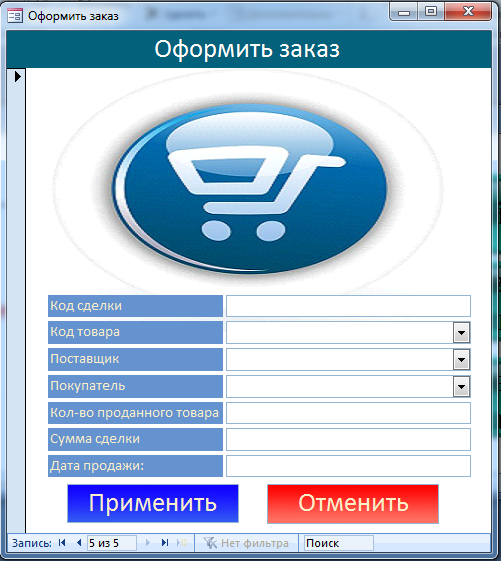 Оформить заказ
Оформить заказ
Код сделки
Код товара
Поставщик
Покупатель
Кол-во проданного товара
Сумма сделки
Дата продажи:
Применить Отменить
Запись: 5 из 5 Нет фильтра Поиск